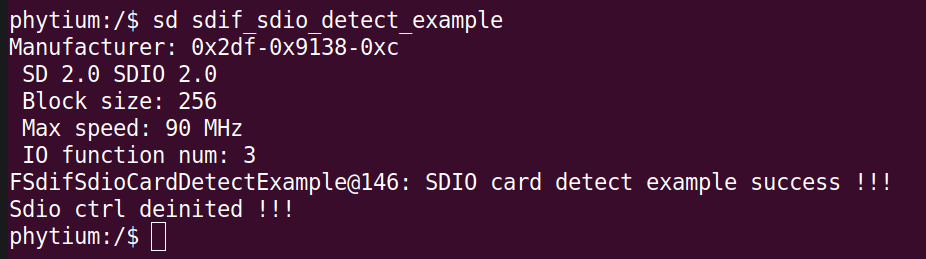 phytium:/$ sd sdif_sdio_detect_example
Manufacturer: 0x2df-0x9138-0xc
 SD 2.0 SDIO 2.0
 Block size: 256
 Max speed: 90 MHz
 IO function num: 3
FSdifSdioCardDetectExample@146: SDIO card detect example success !!!
Sdio ctrl deinited !!!
phytium:/$